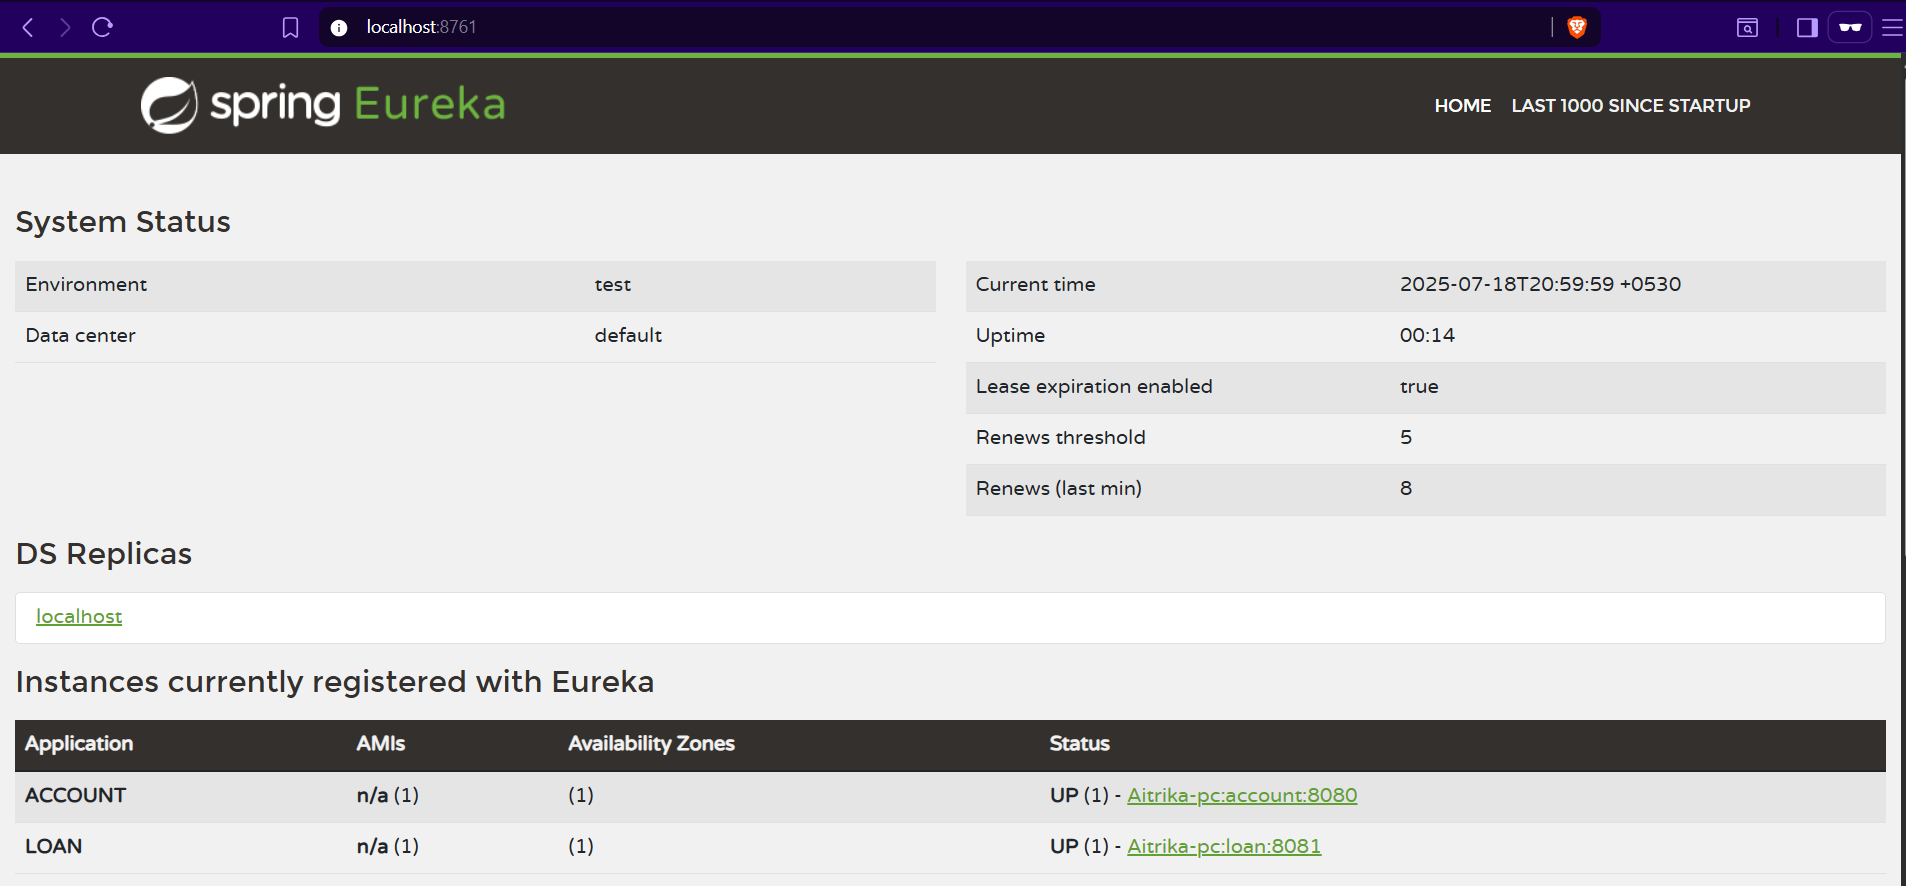 localhost:8761
spring Eureka
HOME LAST 1000 SINCE STARTUP
System Status
Environment test
Data center default
Current time 2025-07-18T20:59:59 +0530
Uptime 00:14
Lease expiration enabled true
Renews threshold 5
Renews (last min) 8
DS Replicas
localhost
Instances currently registered with Eureka
Application AMIs Availability Zones Status
ACCOUNT n/a (1) (1) UP (1) - Aitrika-pc:account:8080
LOAN n/a (1) (1) UP (1) - Aitrika-pc:loan:8081